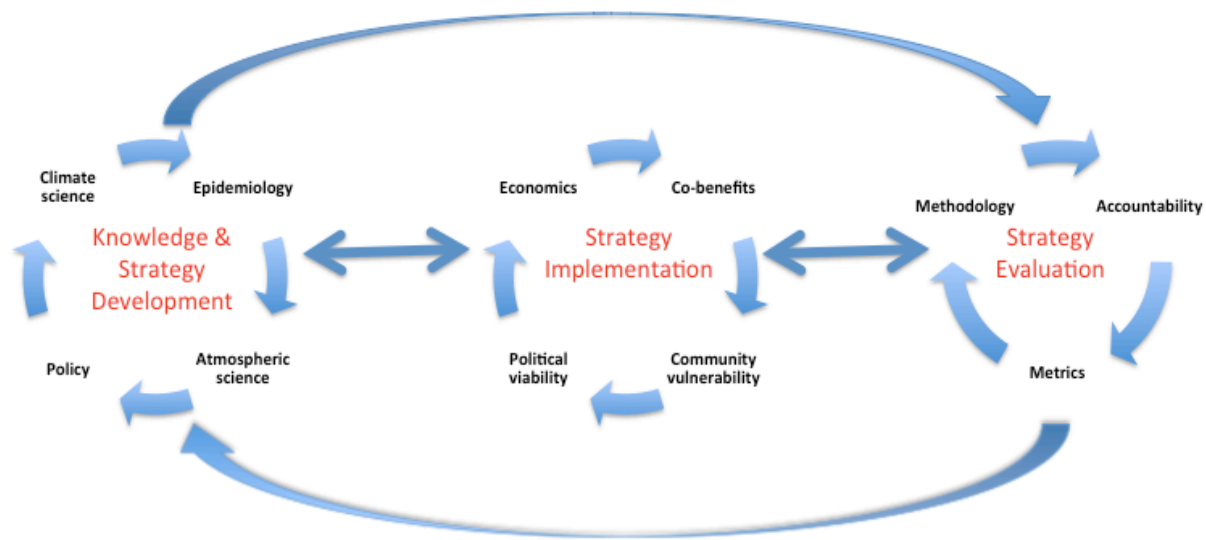 Climate
science
Epidemiology
Knowledge &
Strategy
Development
Policy
Atmospheric
science
Economics
Co-benefits
Strategy
Implementation
Political
viability
Community
vulnerability
Methodology
Accountability
Strategy
Evaluation
Metrics